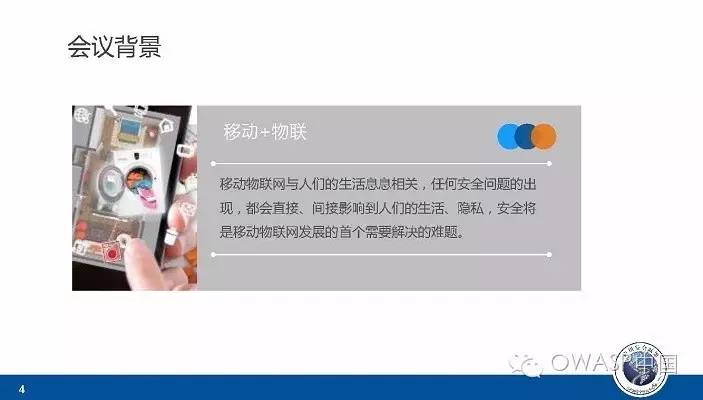 会议背景
移动+物联
移动物联网与人们的生活息息相关，任何安全问题的出
现，都会直接、间接影响到人们的生活、隐私，安全将
是移动物联网发展的首个需要解决的难题。
OWASP中国
4